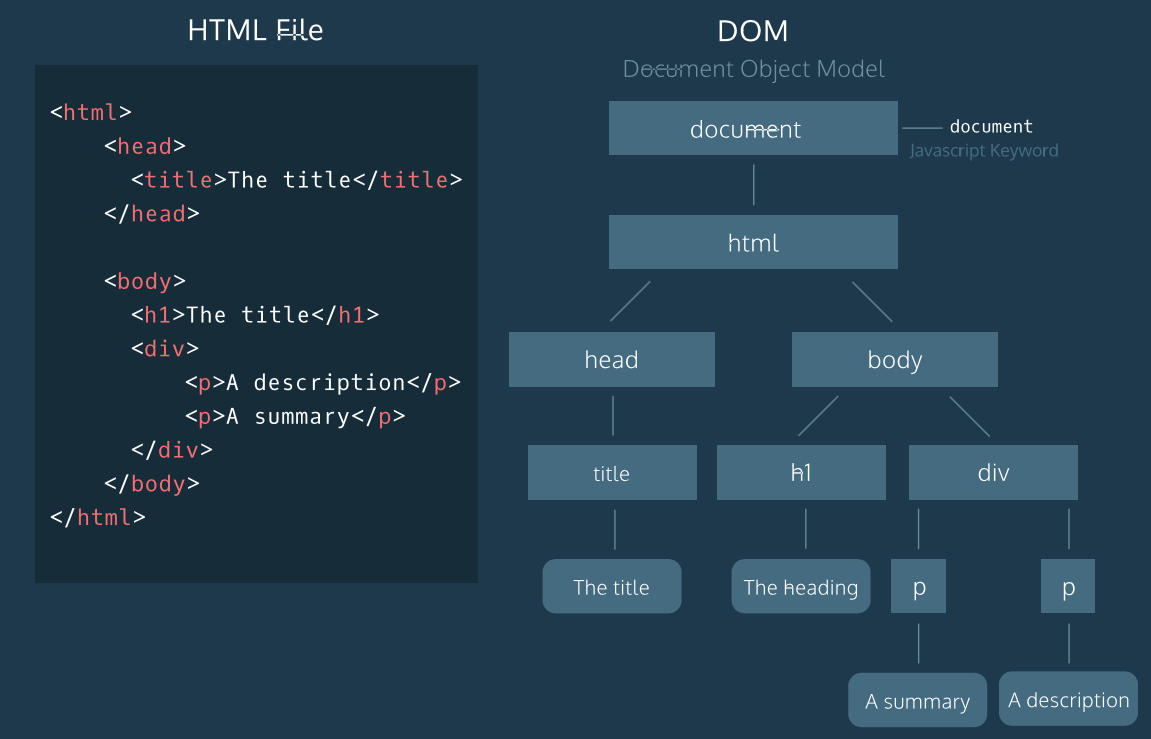 HTML File
<html>
<head>
<title>The title</title>
</head>
<body>
<h1>The title</h1>
<div>
<p>A description</p>
<p>A summary</p>
</div>
</body>
</html>
DOM
Document Object Model
document
document
Javascript Keyword
html
head
body
title
h1
div
The title
The heading
p
p
A summary
A description